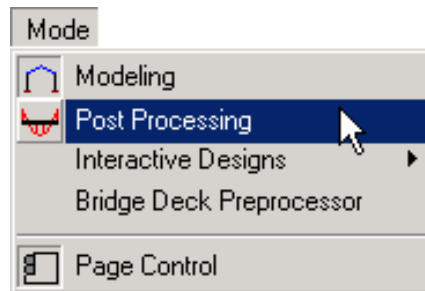 Mode
Modeling
Post Processing
Interactive Designs
Bridge Deck Preprocessor
Page Control